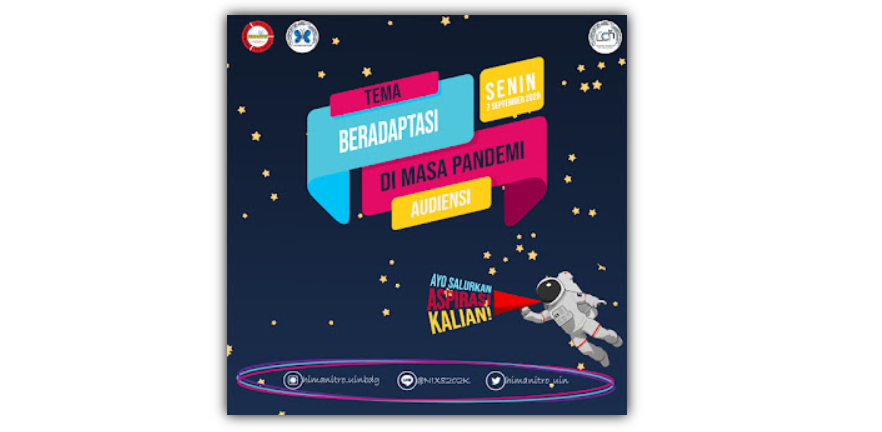 TEMA
BERADAPTASI
DI MASA PANDEMI
AUDIENSI
SENIN
7 SEPTEMBER 2020
AYO SALURKAN
ASPIRASI
KALIAN!
himanitro.uinbdg
@NIX8202K
himanitro_uin